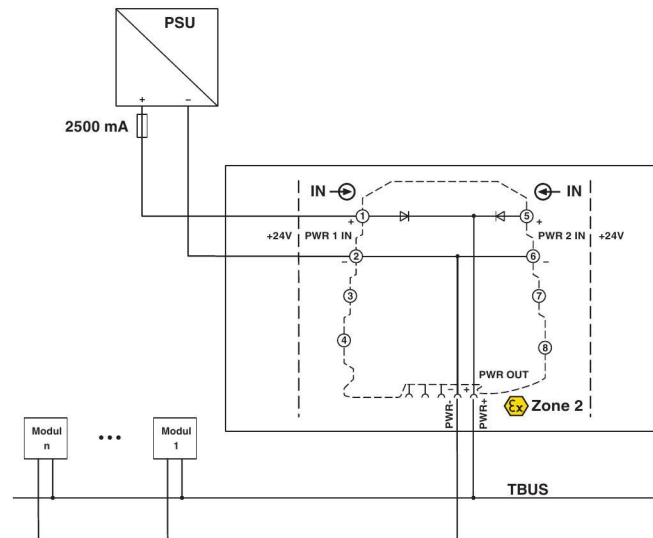 PSU
+ −
2500 mA
IN IN
1 5
+ +
+24V PWR 1 IN PWR 2 IN +24V
− 2 6 −
3 7
4 8
PWR OUT
− +
PWR-
PWR+
Ex Zone 2
Modul
n
...
Modul
1
TBUS